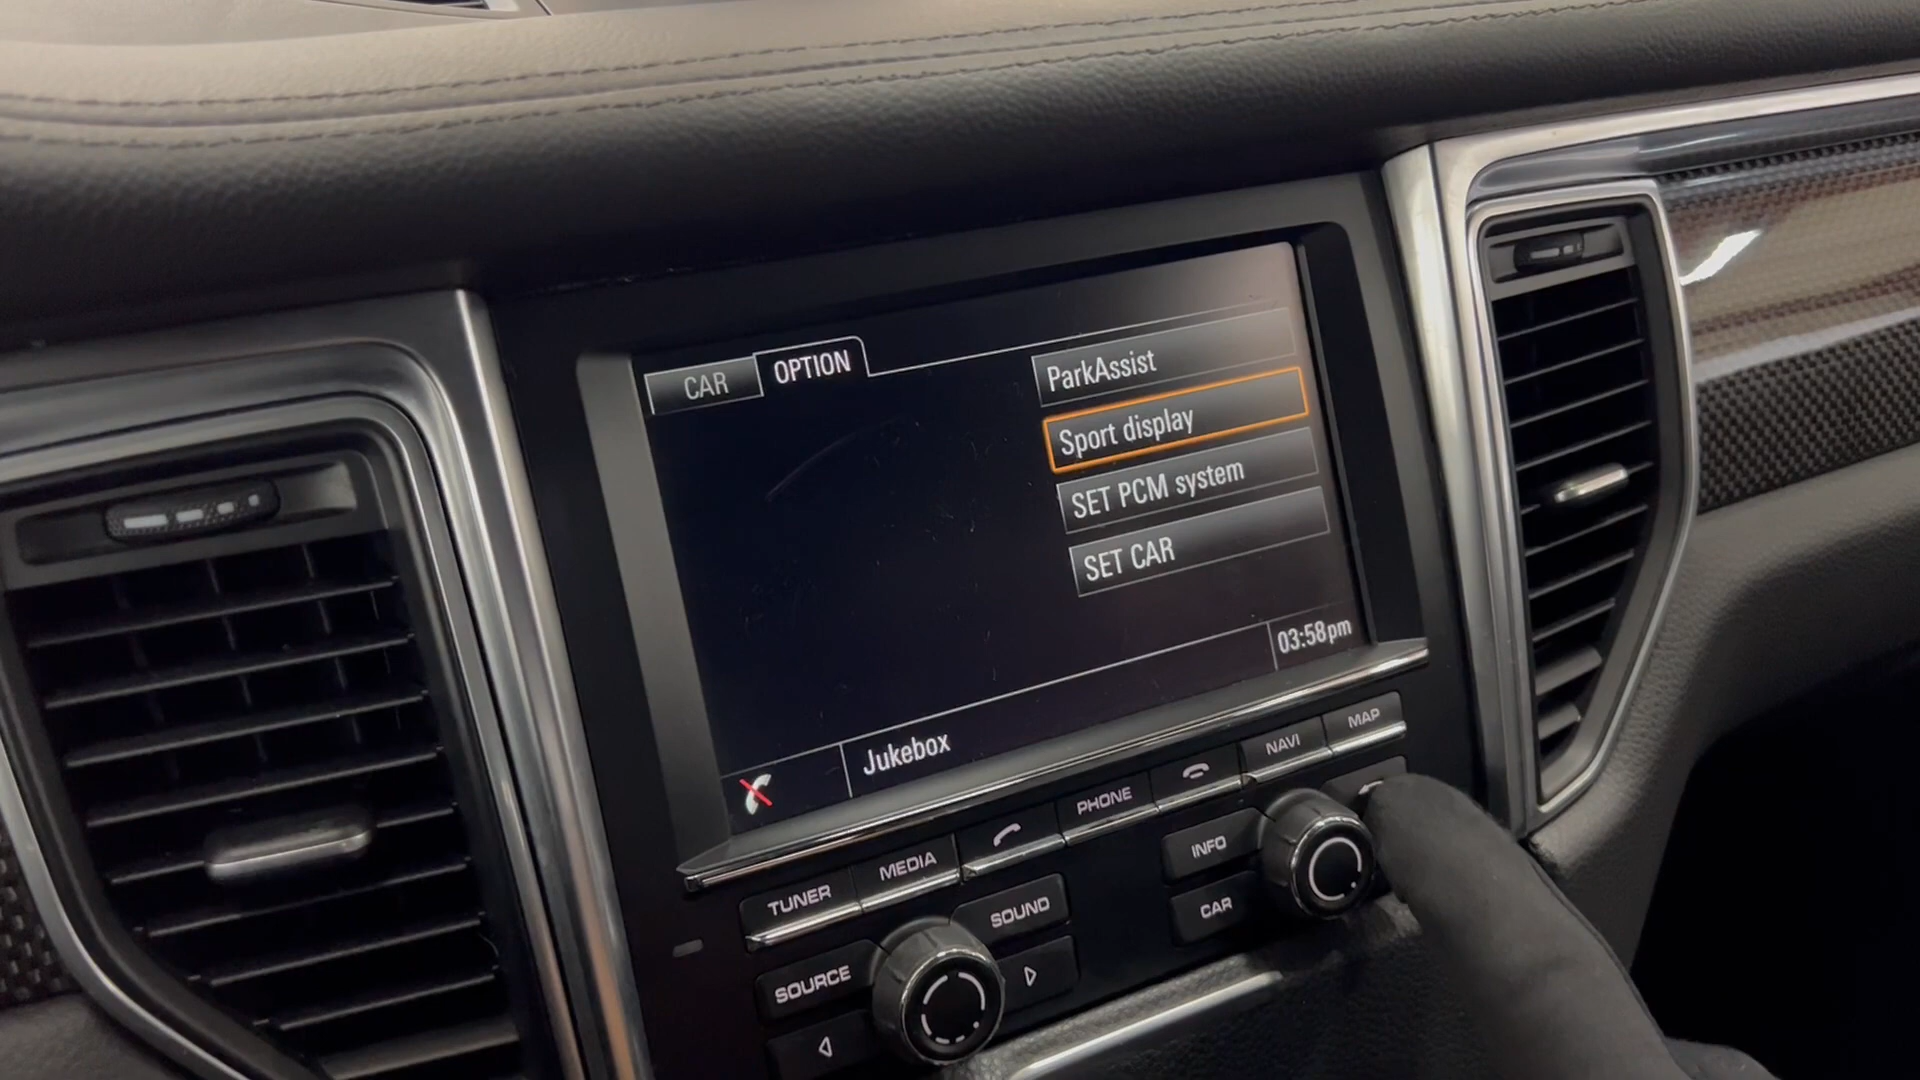 CAR
OPTION
ParkAssist
Sport display
SET PCM system
SET CAR
03:58pm
Jukebox
TUNER
MEDIA
PHONE
NAVI
MAP
SOUND
INFO
SOURCE
CAR